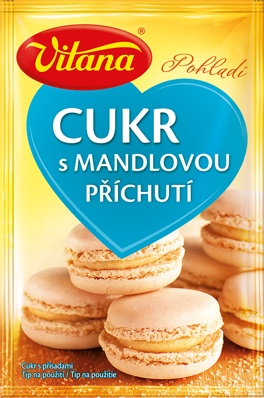 Vitana ®
Pohladí
CUKR
s MANDLOVOU
PŘÍCHUTÍ
Cukr s přísadami
Tip na použití / Tip na použitie